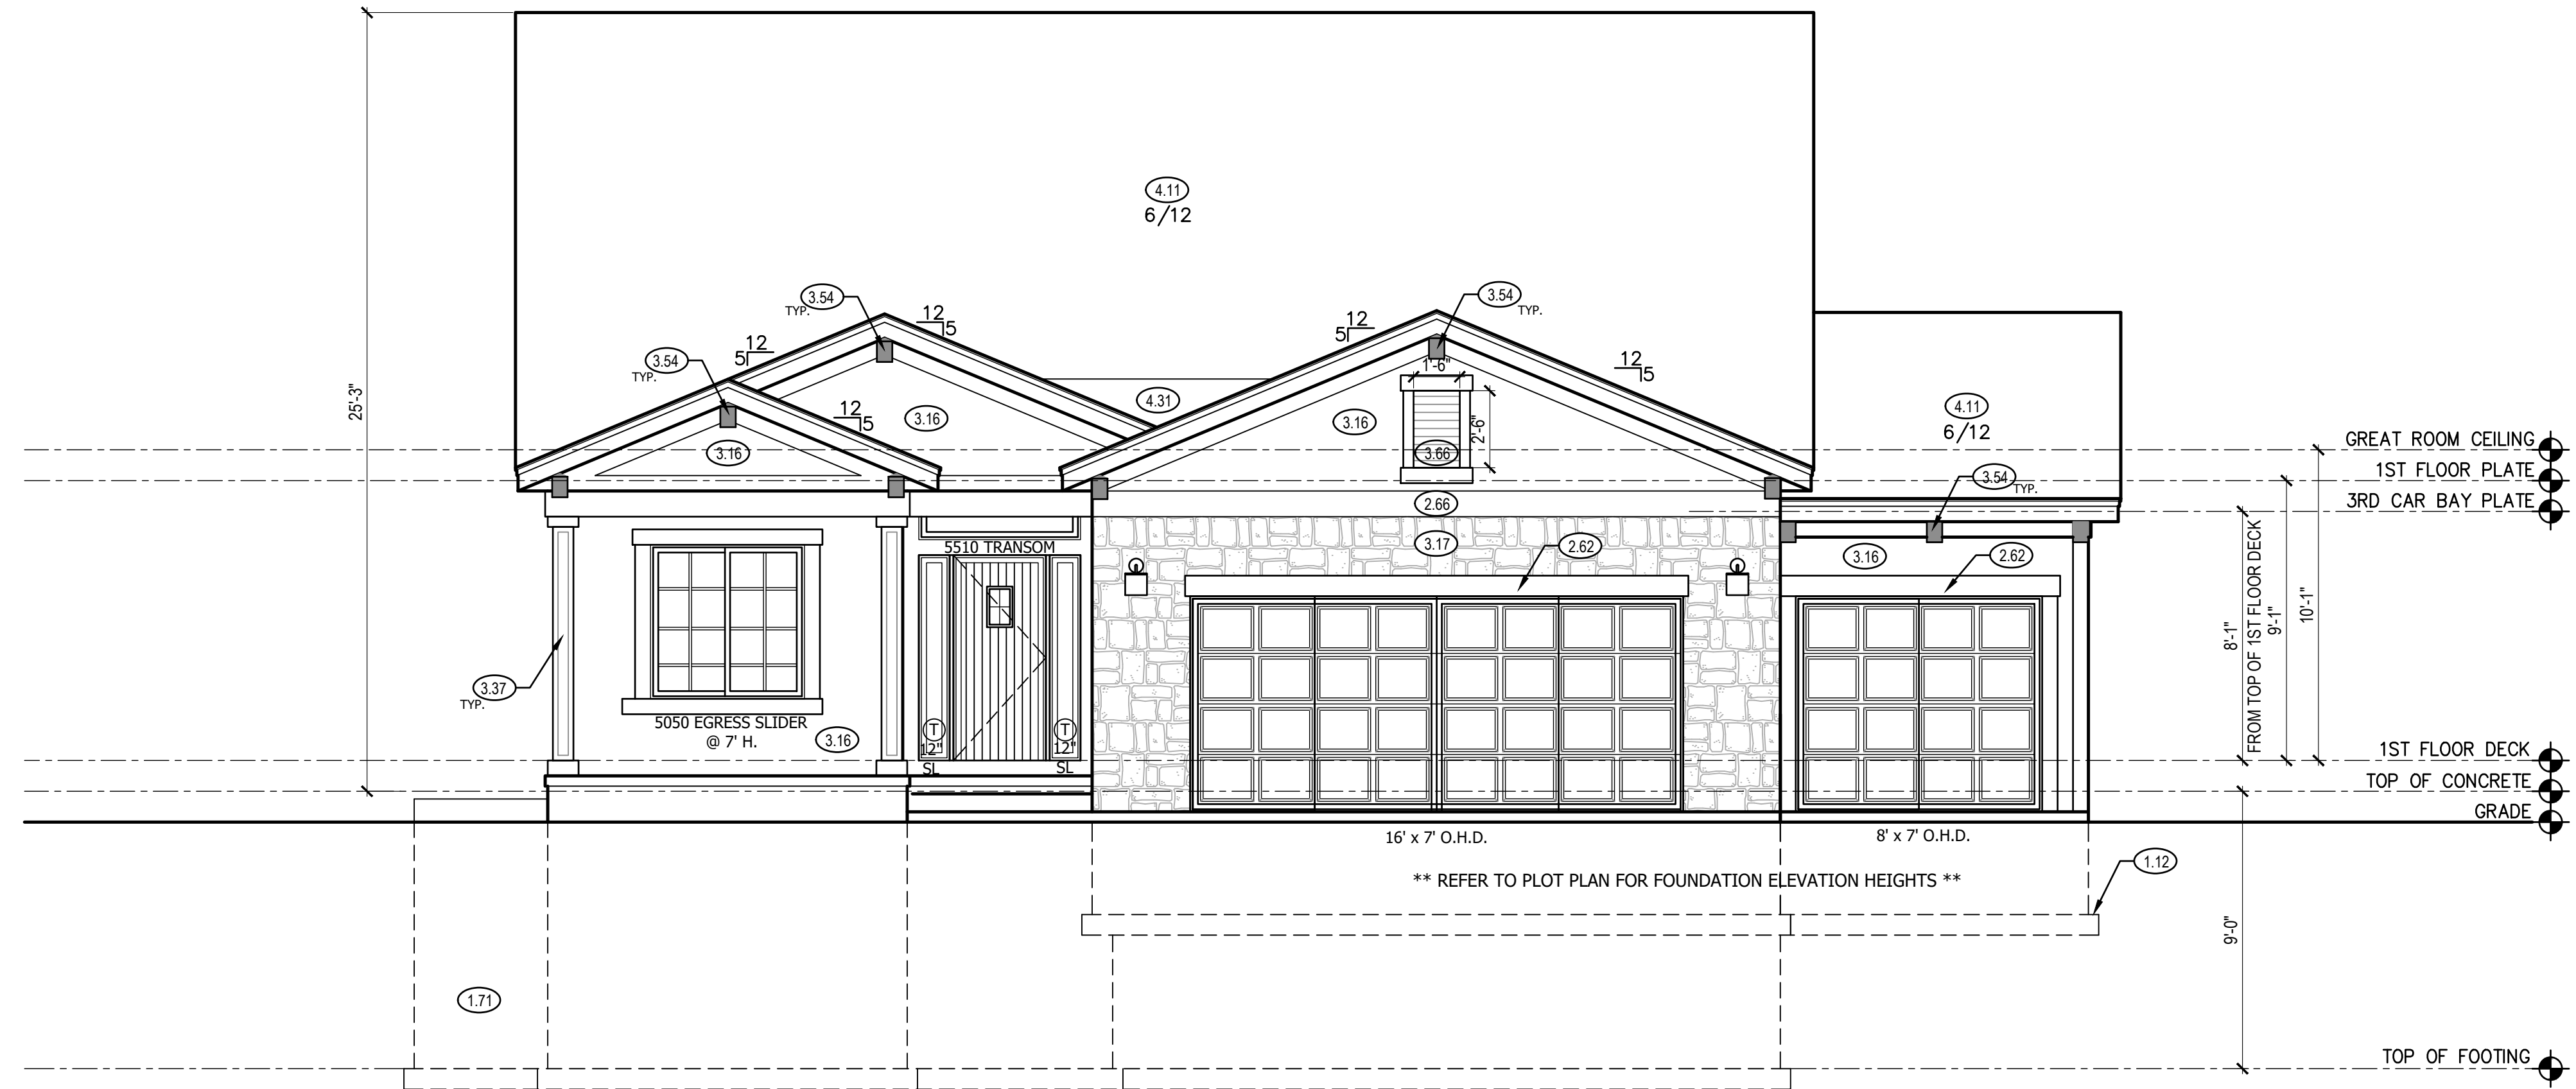 25'-3"
4.11
6/12
3.54
TYP.
12
5
3.54
TYP.
12
5
12
5
12
5
12
5
3.54
TYP.
1'-6"
2'-6"
4.31
3.16
3.16
3.16
3.66
4.11
6/12
3.54
TYP.
GREAT ROOM CEILING
1ST FLOOR PLATE
3RD CAR BAY PLATE
2.66
3.17
5510 TRANSOM
2.62
3.16
2.62
8'-1"
FROM TOP OF 1ST FLOOR DECK
9'-1"
10'-1"
3.37
TYP.
5050 EGRESS SLIDER
@ 7' H.
3.16
T
12"
SL
T
12"
SL
1ST FLOOR DECK
TOP OF CONCRETE
GRADE
16' x 7' O.H.D.
8' x 7' O.H.D.
1.12
** REFER TO PLOT PLAN FOR FOUNDATION ELEVATION HEIGHTS **
9'-0"
1.71
TOP OF FOOTING